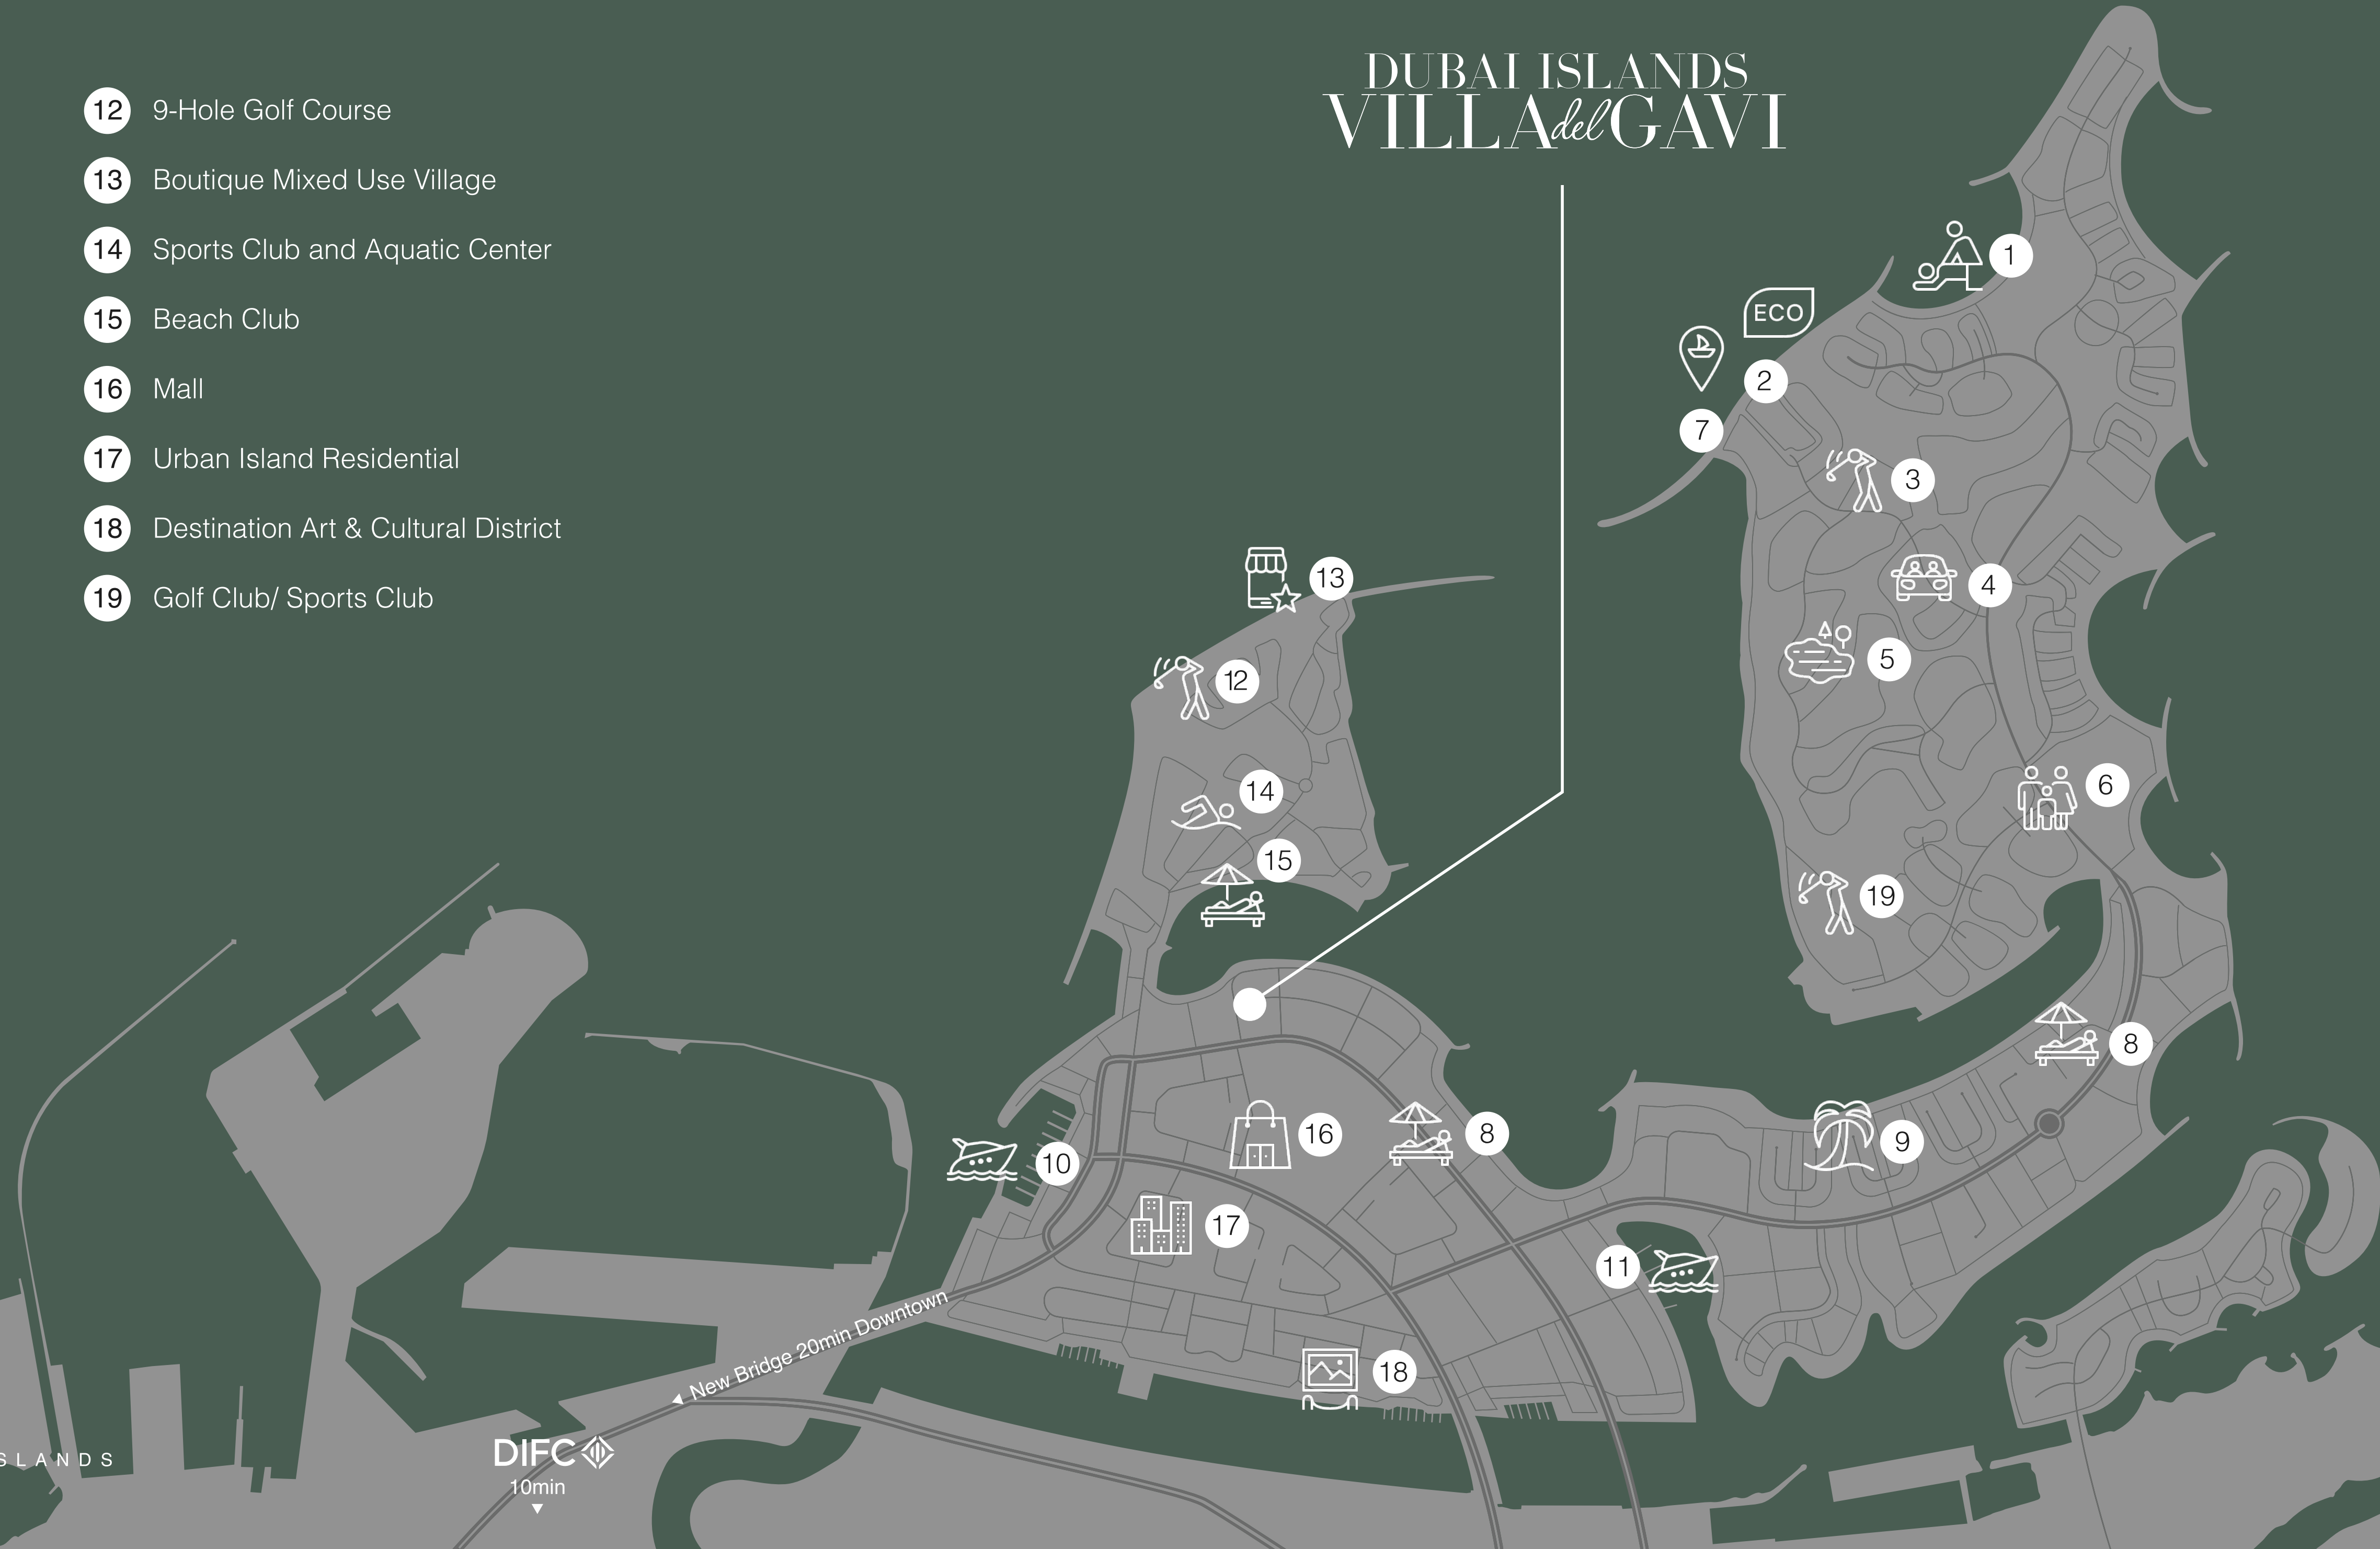 DUBAI ISLANDS
VILLA del GAVI
12 9-Hole Golf Course
13 Boutique Mixed Use Village
14 Sports Club and Aquatic Center
15 Beach Club
16 Mall
17 Urban Island Residential
18 Destination Art & Cultural District
19 Golf Club/ Sports Club
1
ECO
2
7
3
13
4
5
12
6
14
15
19
8
16
8
9
10
17
11
New Bridge 20min Downtown
18
DIFC
SLANDS
10min